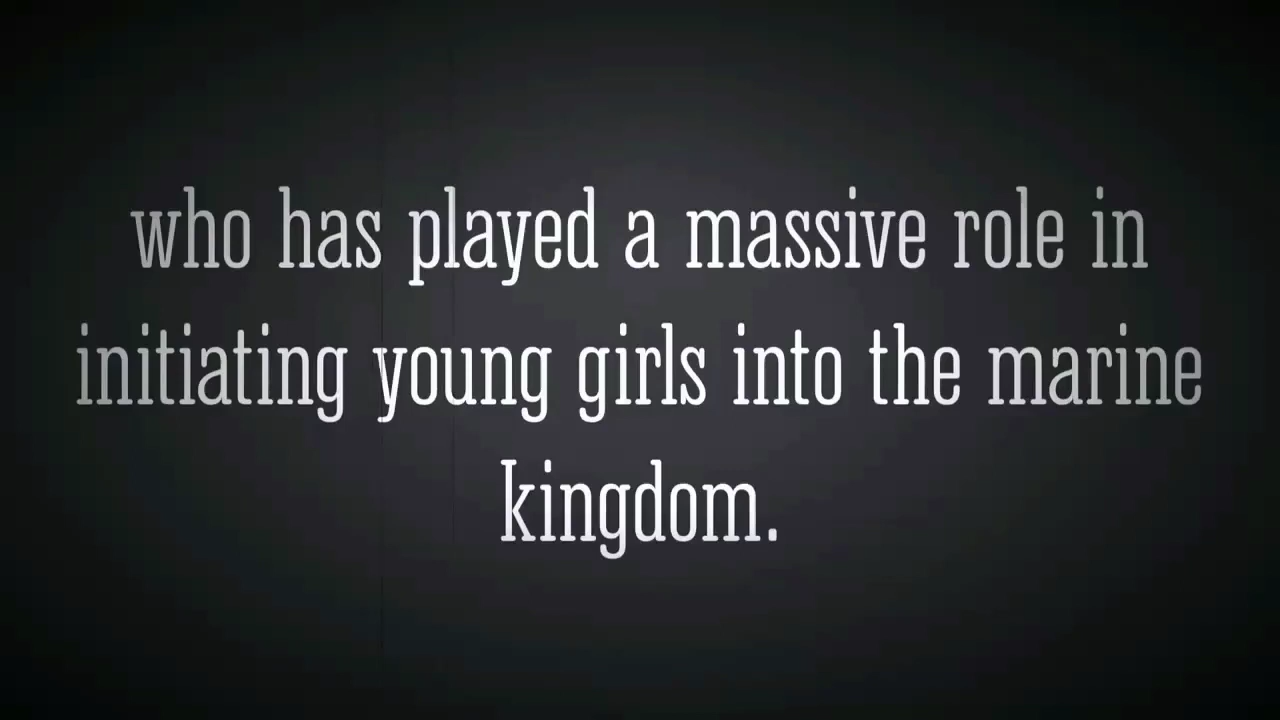 who has played a massive role in
initiating young girls into the marine
kingdom.